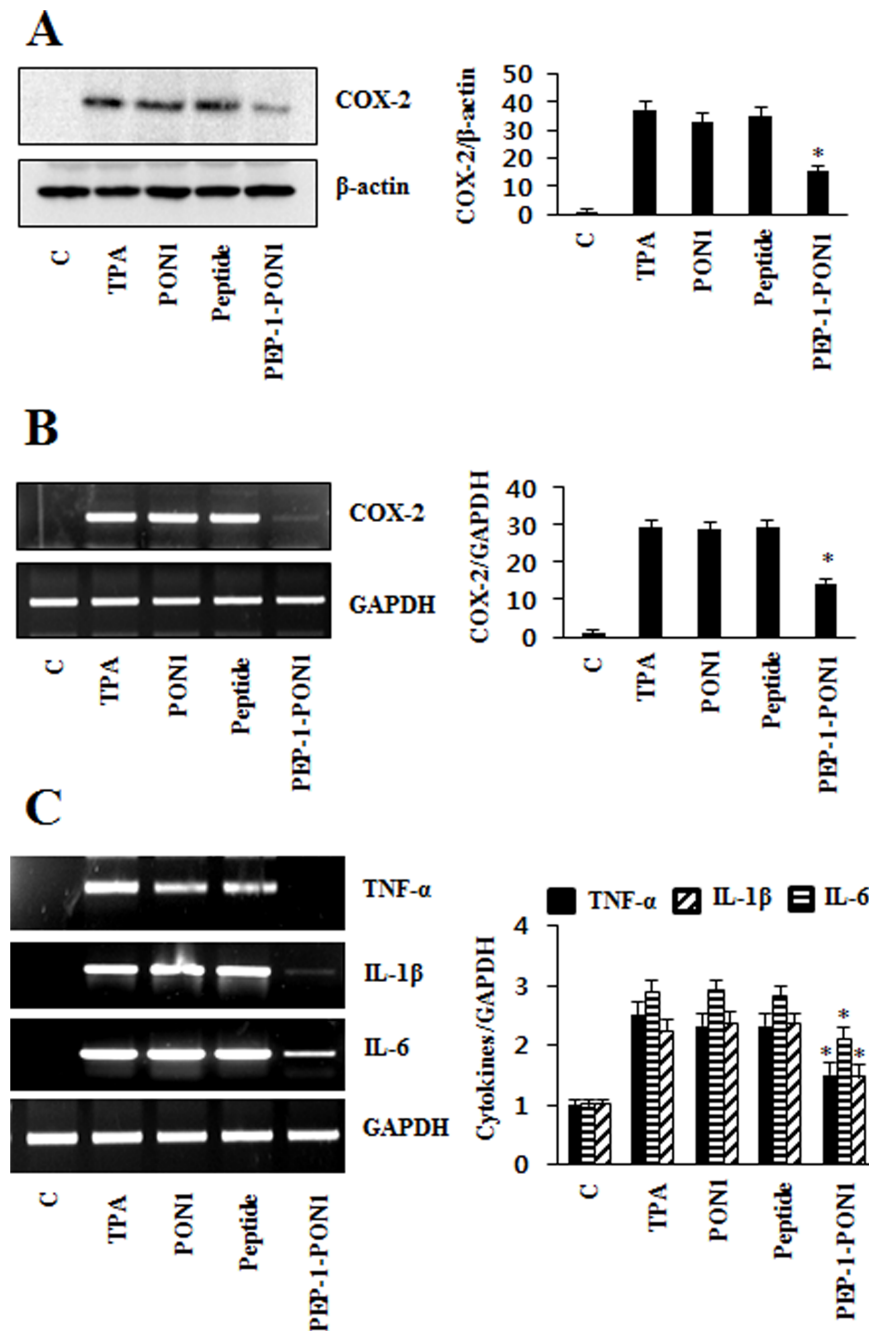 A
COX-2
β-actin
C
TPA
PON1
Peptide
PEP-1-PON1
COX-2/β-actin
50
40
30
20
10
0
*
C
TPA
PON1
Peptide
PEP-1-PON1
B
COX-2
GAPDH
C
TPA
PON1
Peptide
PEP-1-PON1
COX-2/GAPDH
40
30
20
10
0
*
C
TPA
PON1
Peptide
PEP-1-PON1
C
TNF-α
IL-1β
IL-6
GAPDH
C
TPA
PON1
Peptide
PEP-1-PON1
TNF-α IL-1β IL-6
Cytokines/GAPDH
4
3
2
1
0
* * *
C
TPA
PON1
Peptide
PEP-1-PON1